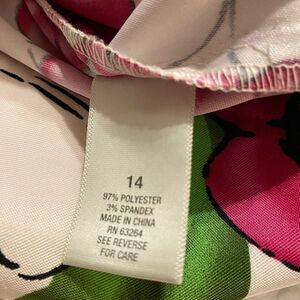 14
97% POLYESTER
3% SPANDEX
MADE IN CHINA
RN 63264
SEE REVERSE
FOR CARE